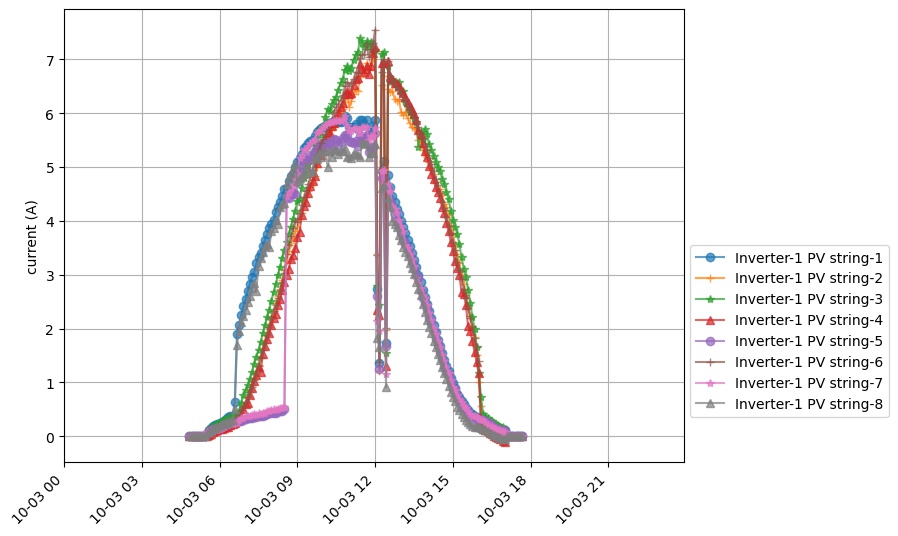 7
6
5
4
3
2
1
0
current (A)
10-03 00
10-03 03
10-03 06
10-03 09
10-03 12
10-03 15
10-03 18
10-03 21
Inverter-1 PV string-1
Inverter-1 PV string-2
Inverter-1 PV string-3
Inverter-1 PV string-4
Inverter-1 PV string-5
Inverter-1 PV string-6
Inverter-1 PV string-7
Inverter-1 PV string-8